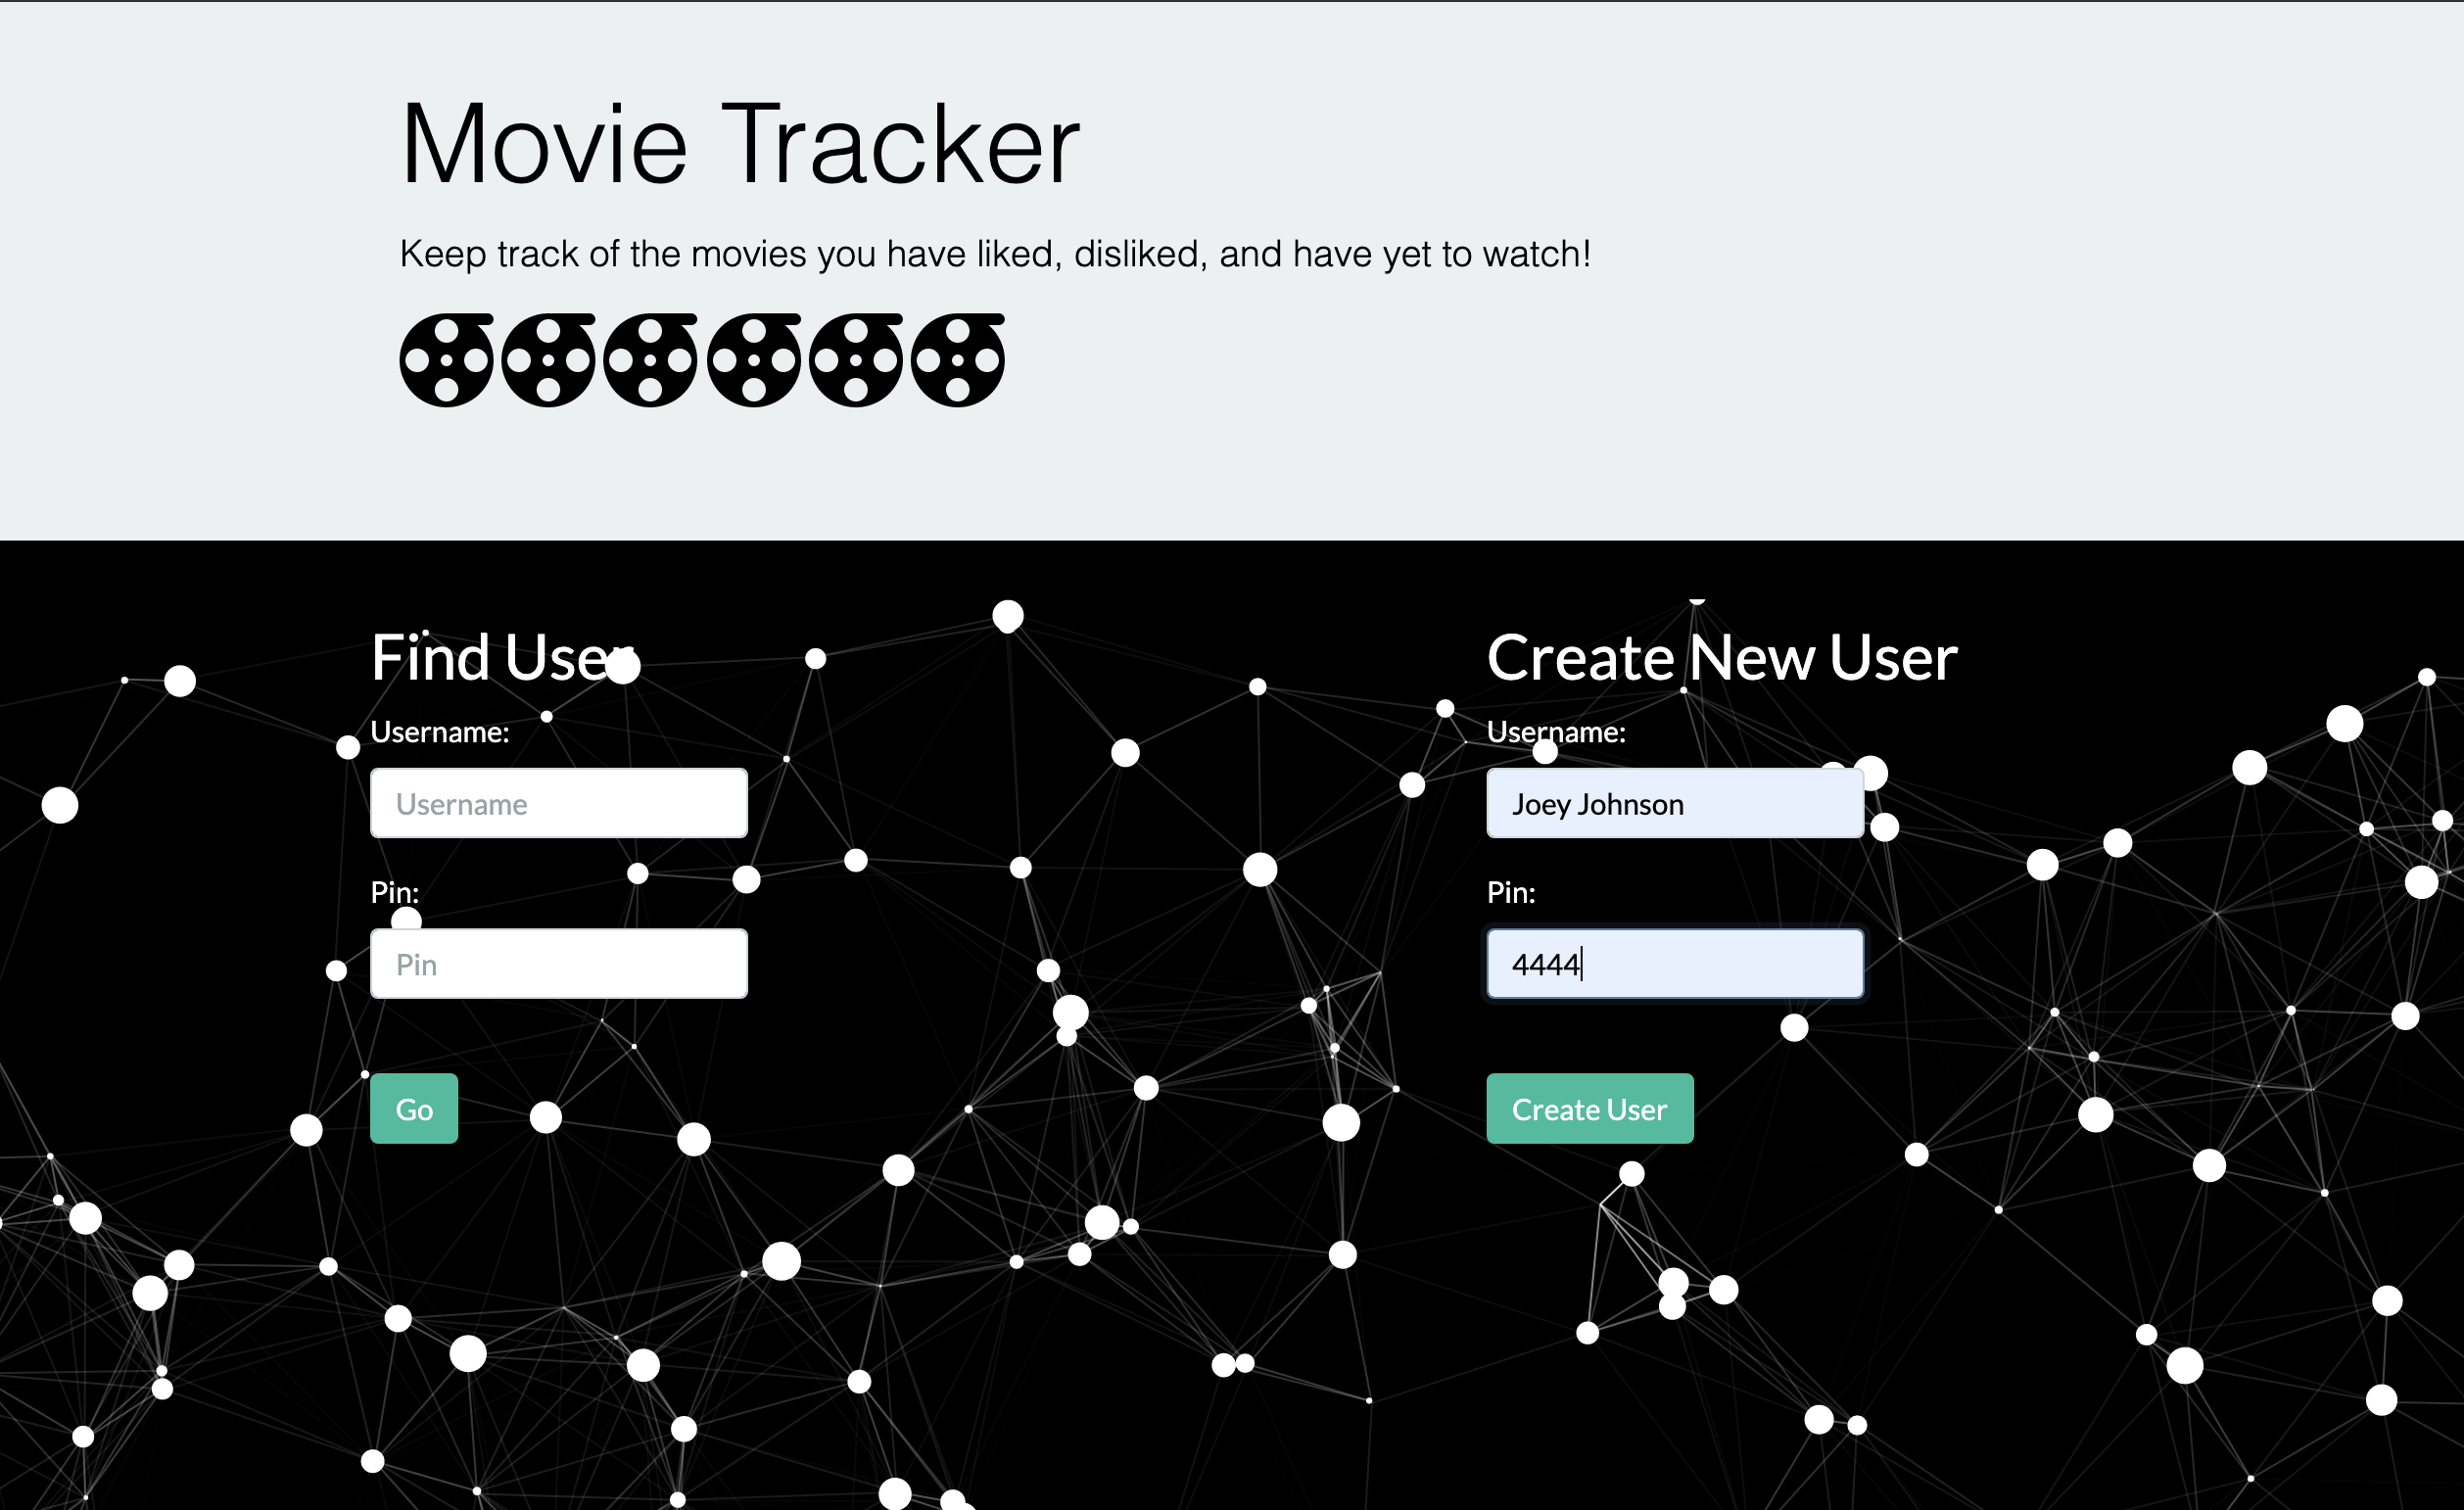 Movie Tracker
Keep track of the movies you have liked, disliked, and have yet to watch!
Find User
Username:
Username
Pin:
Pin
Go
Create New User
Username:
Joey Johnson
Pin:
4444
Create User